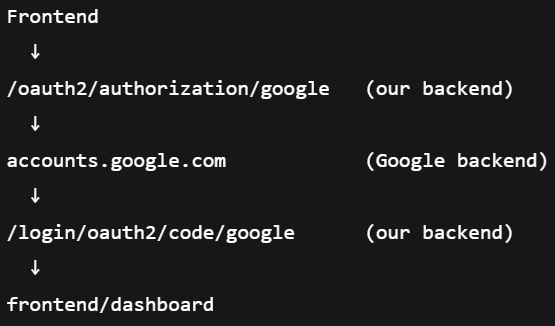 Frontend
↓
/oauth2/authorization/google (our backend)
↓
accounts.google.com (Google backend)
↓
/login/oauth2/code/google (our backend)
↓
frontend/dashboard